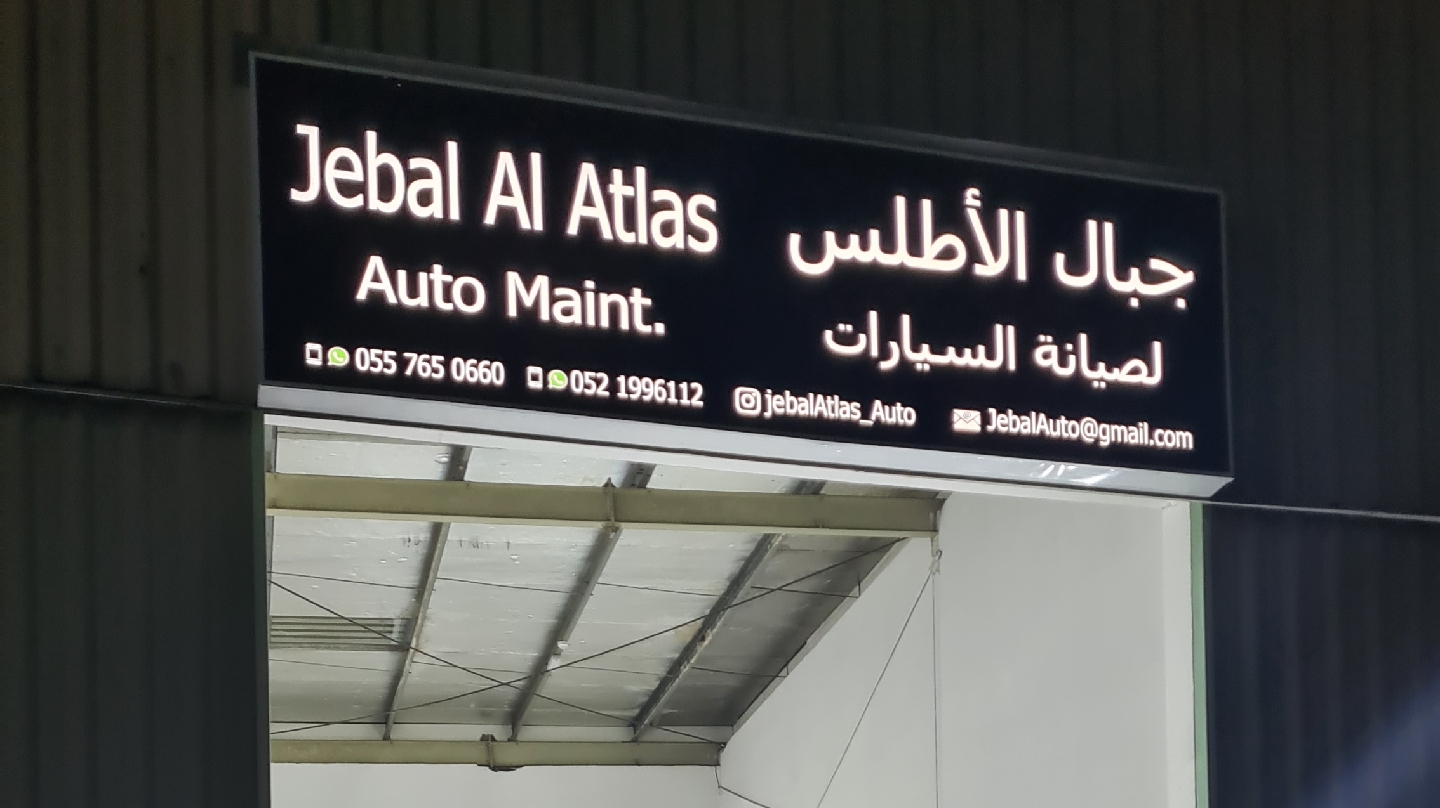 Jebal Al Atlas
Auto Maint.
جبال الأطلس
لصيانة السيارات
055 765 0660 052 1996112 jebalAtlas_Auto JebalAuto@gmail.com